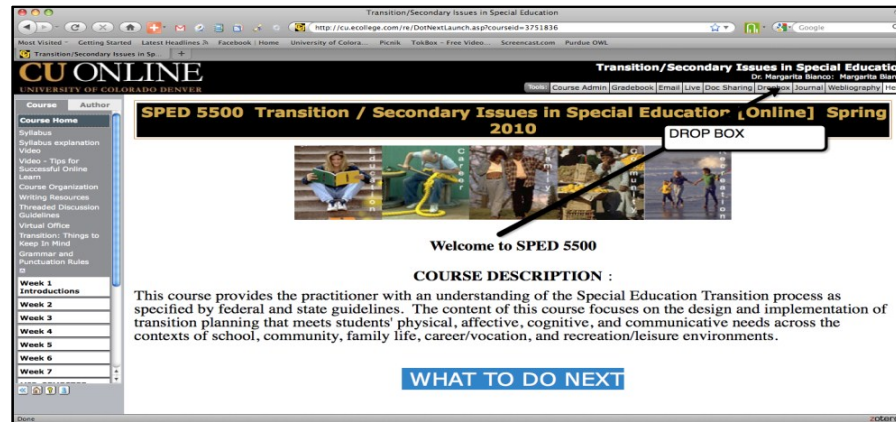 Transition/Secondary Issues in Special Education
http://cu.ecollege.com/re/DotNextLaunch.asp?courseid=3751836
Google
Most Visited Getting Started Latest Headlines Facebook | Home University of Colora... Picnik TokBox - Free Video... Screencast.com Purdue OWL
Transition/Secondary Issues in Sp...
CU ONLINE
UNIVERSITY OF COLORADO DENVER
Transition/Secondary Issues in Special Educatio
Dr. Margarita Bianco: Margarita Bian
Tools: Course Admin Gradebook Email Live Doc Sharing Dropbox Journal Webliography He
Course Author
Course Home
Syllabus
Syllabus explanation
Video
Video - Tips for
Successful Online
Learn
Course Organization
Writing Resources
Threaded Discussion
Guidelines
Virtual Office
Transition: Things to
Keep In Mind
Grammar and
Punctuation Rules
Week 1
Introductions
Week 2
Week 3
Week 4
Week 5
Week 6
Week 7
SPED 5500 Transition / Secondary Issues in Special Education [Online] Spring
2010
DROP BOX
Education
Career
Family
Community
Recreation
Welcome to SPED 5500
COURSE DESCRIPTION :
This course provides the practitioner with an understanding of the Special Education Transition process as
specified by federal and state guidelines. The content of this course focuses on the design and implementation of
transition planning that meets students' physical, affective, cognitive, and communicative needs across the
contexts of school, community, family life, career/vocation, and recreation/leisure environments.
WHAT TO DO NEXT
Done
zoter